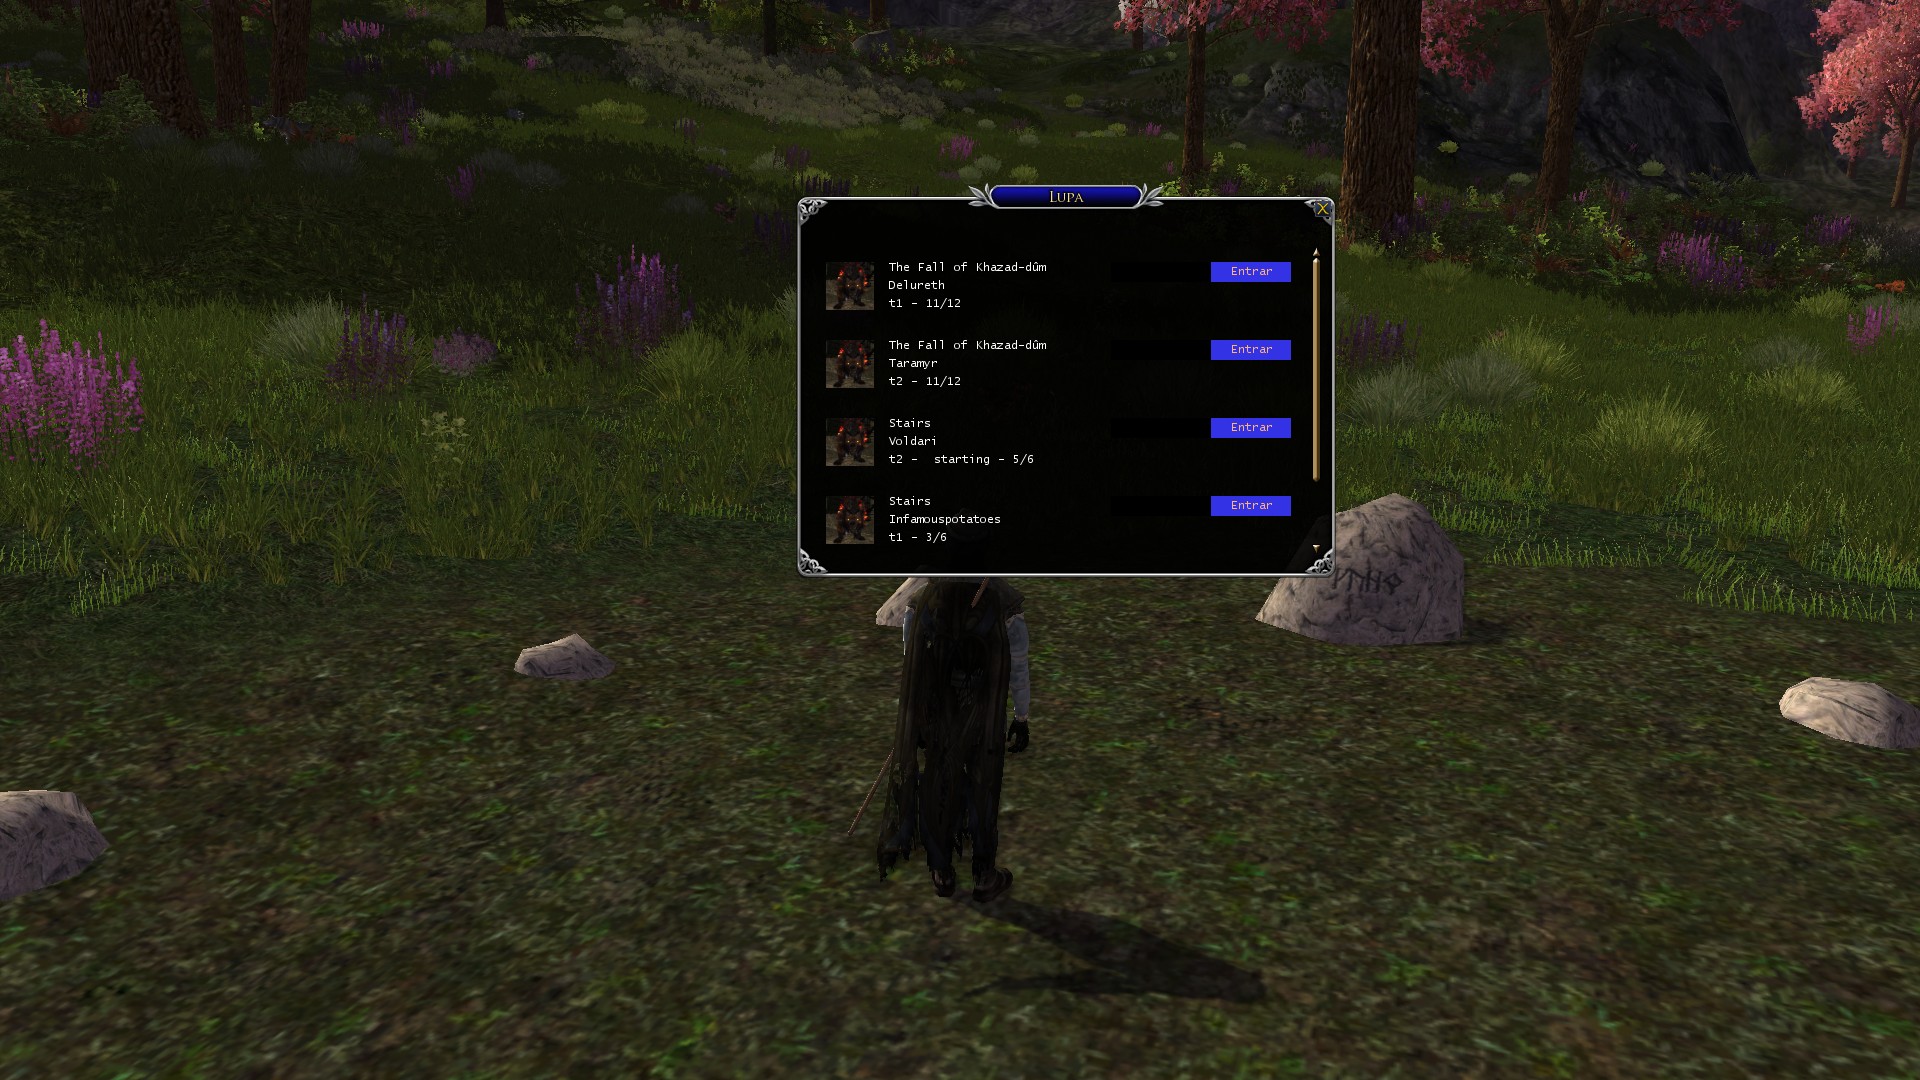 Lupa
X
The Fall of Khazad-dûm
Entrar
Delureth
t1 - 11/12
The Fall of Khazad-dûm
Entrar
Taramyr
t2 - 11/12
Stairs
Entrar
Voldari
t2 -  starting - 5/6
Stairs
Entrar
Infamouspotatoes
t1 - 3/6